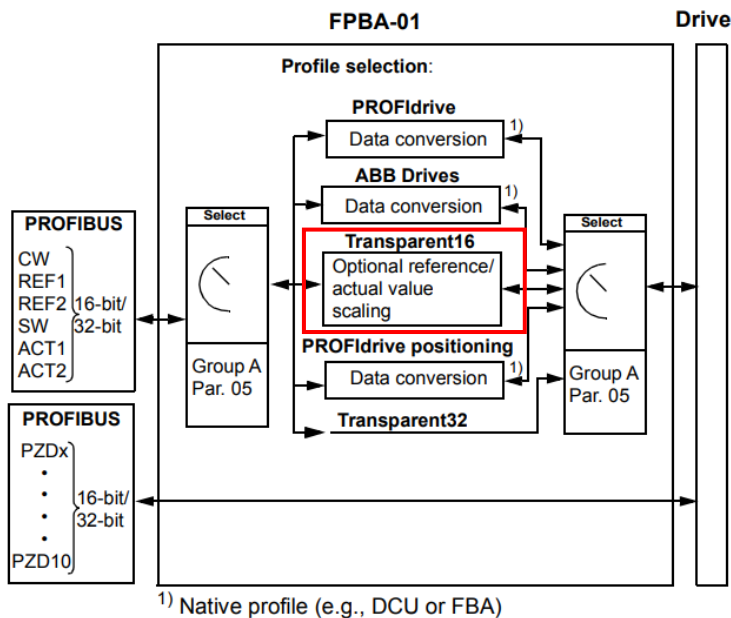 FPBA-01
Drive
Profile selection:
PROFIdrive
Data conversion
1)
ABB Drives
Data conversion
1)
Transparent16
Optional reference/
actual value
scaling
PROFIdrive positioning
Data conversion
1)
Transparent32
PROFIBUS
CW
REF1
REF2
SW
ACT1
ACT2
16-bit/
32-bit
Select
Group A
Par. 05
Select
Group A
Par. 05
PROFIBUS
PZDx
PZD10
16-bit/
32-bit
1) Native profile (e.g., DCU or FBA)